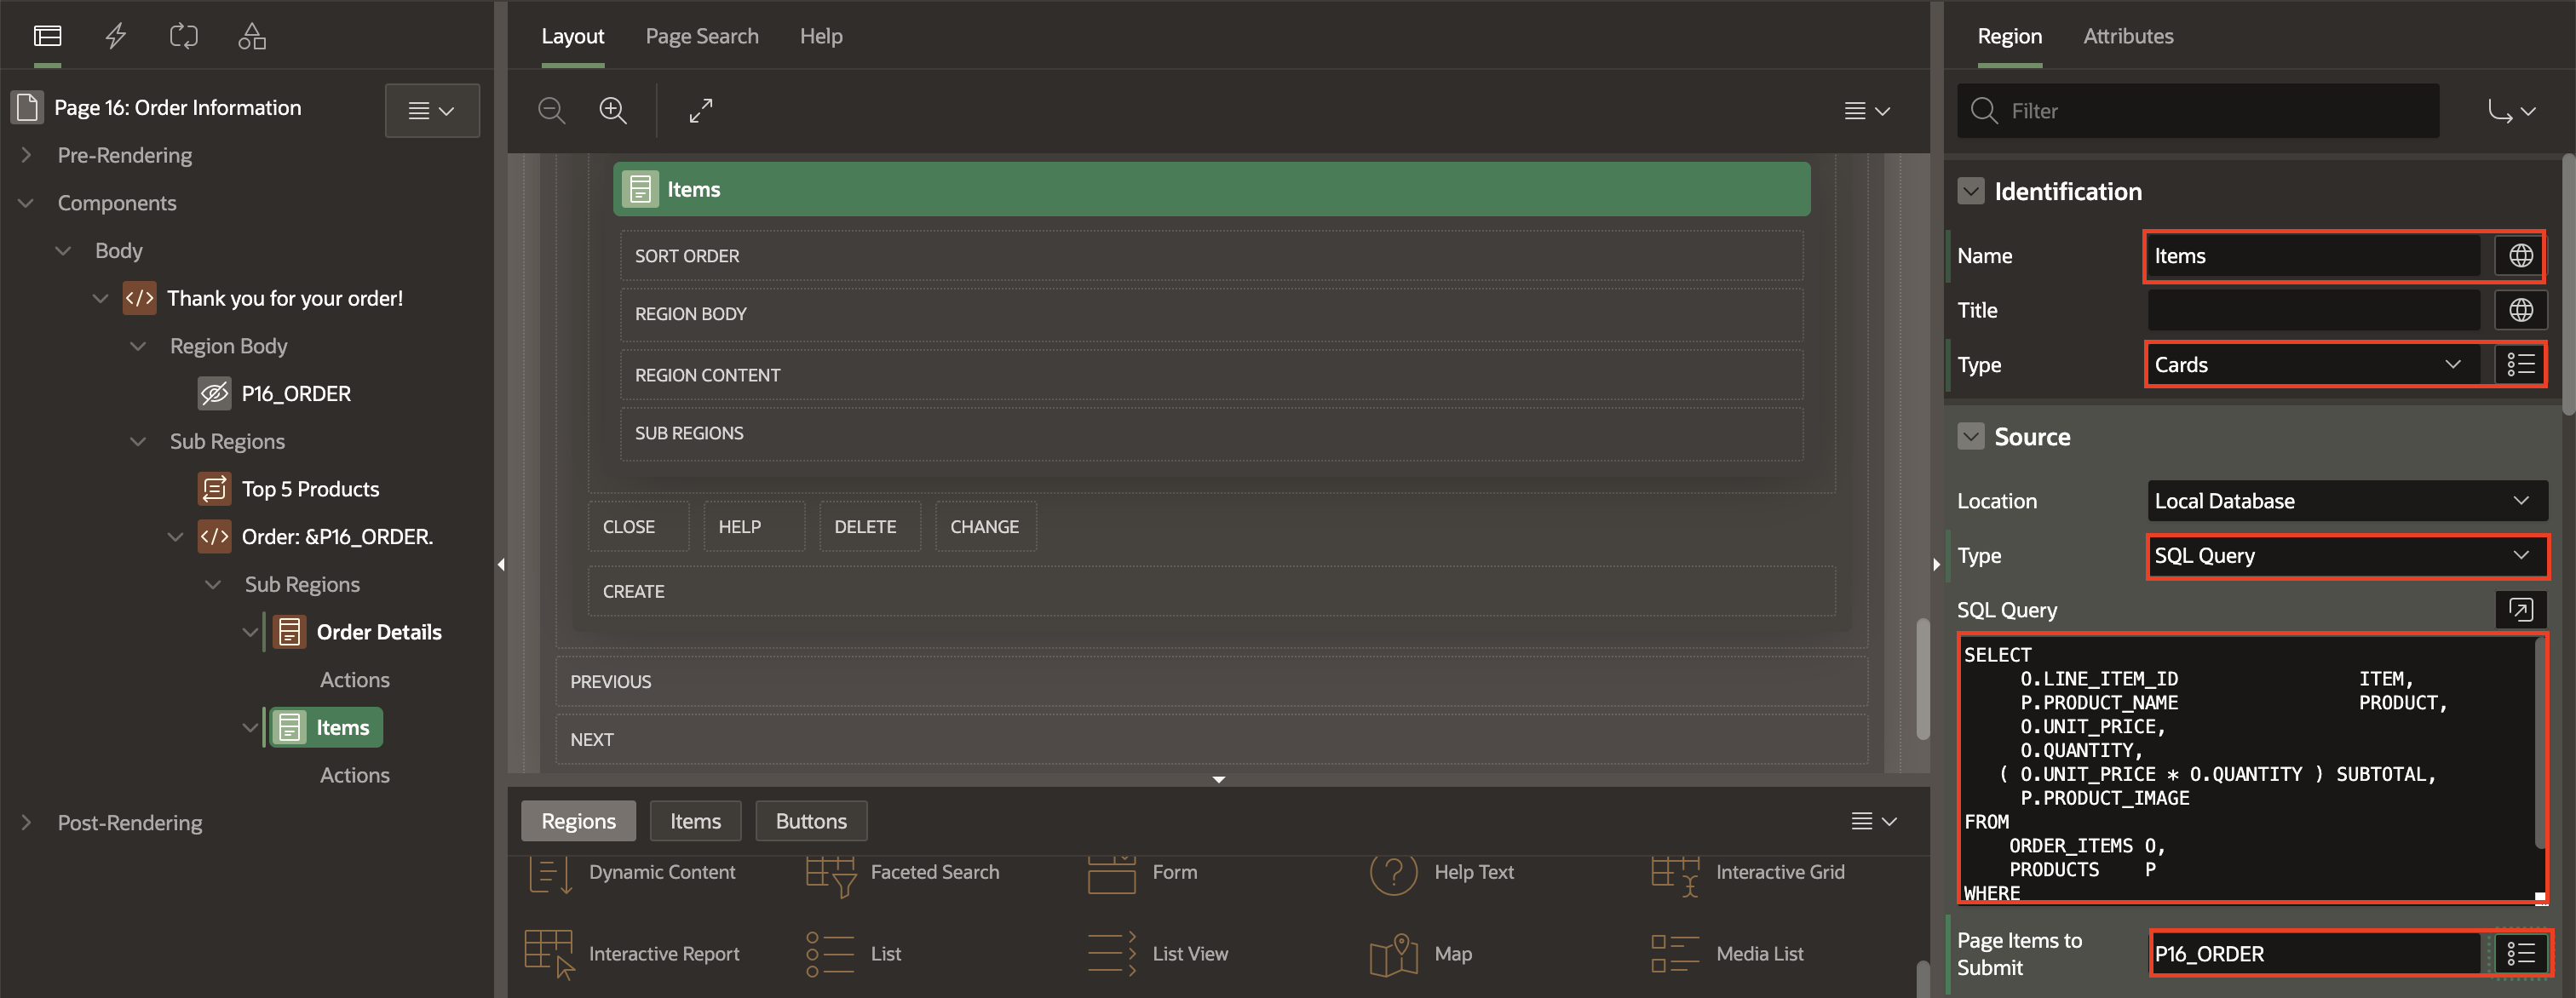 Page 16: Order Information
Pre-Rendering
Components
Body
Thank you for your order!
Region Body
P16_ORDER
Sub Regions
Top 5 Products
Order: &P16_ORDER.
Sub Regions
Order Details
Actions
Items
Actions
Post-Rendering
Layout Page Search Help
Items
SORT ORDER
REGION BODY
REGION CONTENT
SUB REGIONS
CLOSE HELP DELETE CHANGE
CREATE
PREVIOUS
NEXT
Regions Items Buttons
Dynamic Content Faceted Search Form Help Text Interactive Grid
Interactive Report List List View Map Media List
Region Attributes
Filter
Identification
Name Items
Title
Type Cards
Source
Location Local Database
Type SQL Query
SQL Query
SELECT
O.LINE_ITEM_ID ITEM,
P.PRODUCT_NAME PRODUCT,
O.UNIT_PRICE,
O.QUANTITY,
( O.UNIT_PRICE * O.QUANTITY ) SUBTOTAL,
P.PRODUCT_IMAGE
FROM
ORDER_ITEMS O,
PRODUCTS P
WHERE
Page Items to
Submit P16_ORDER